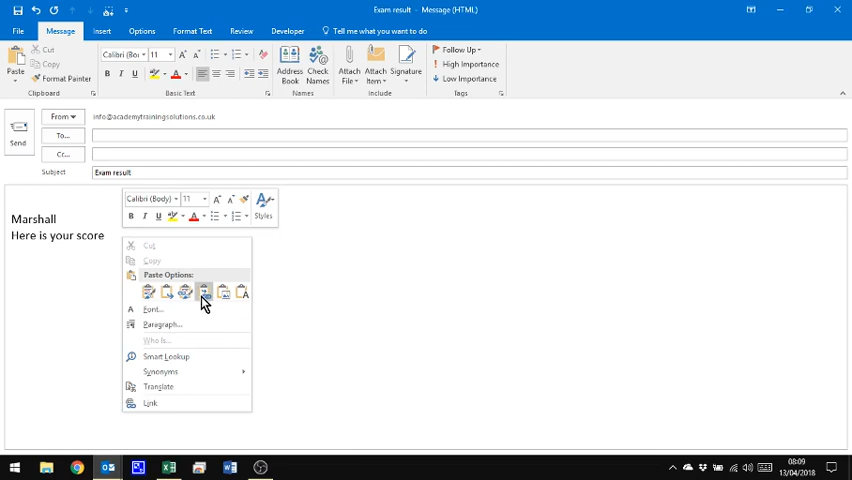 Exam result - Message (HTML)
File Message Insert Options Format Text Review Developer Tell me what you want to do
Paste
Cut
Copy
Format Painter
Clipboard
Calibri (Bo 11
B I U
Basic Text
Address Book
Check Names
Names
Attach File
Attach Item
Signature
Include
Follow Up
High Importance
Low Importance
Tags
Send
From info@academytrainingsolutions.co.uk
To...
Cc...
Subject Exam result
Marshall
Here is your score
Calibri (Body) 11
B I U
Styles
Cut
Copy
Paste Options:
Font...
Paragraph...
Who Is...
Smart Lookup
Synonyms
Translate
Link
08:09
13/04/2018